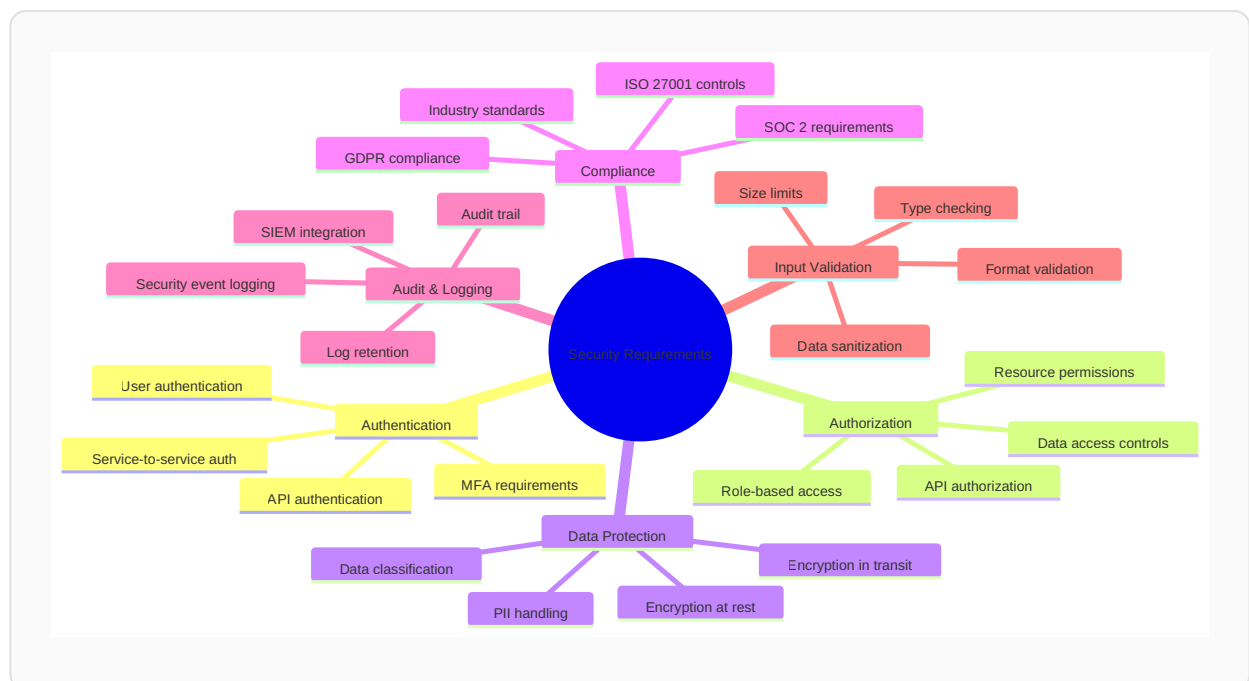 ISO 27001 controls
Industry standards
SOC 2 requirements
GDPR compliance
Compliance
Size limits
Type checking
Audit trail
SIEM integration
Input Validation
Format validation
Security event logging
Audit & Logging
Log retention
Data sanitization
Security Requirements
User authentication
Resource permissions
Authentication
Authorization
Service-to-service auth
Data access controls
API authentication
MFA requirements
Role-based access
API authorization
Data Protection
Data classification
Encryption in transit
PII handling
Encryption at rest